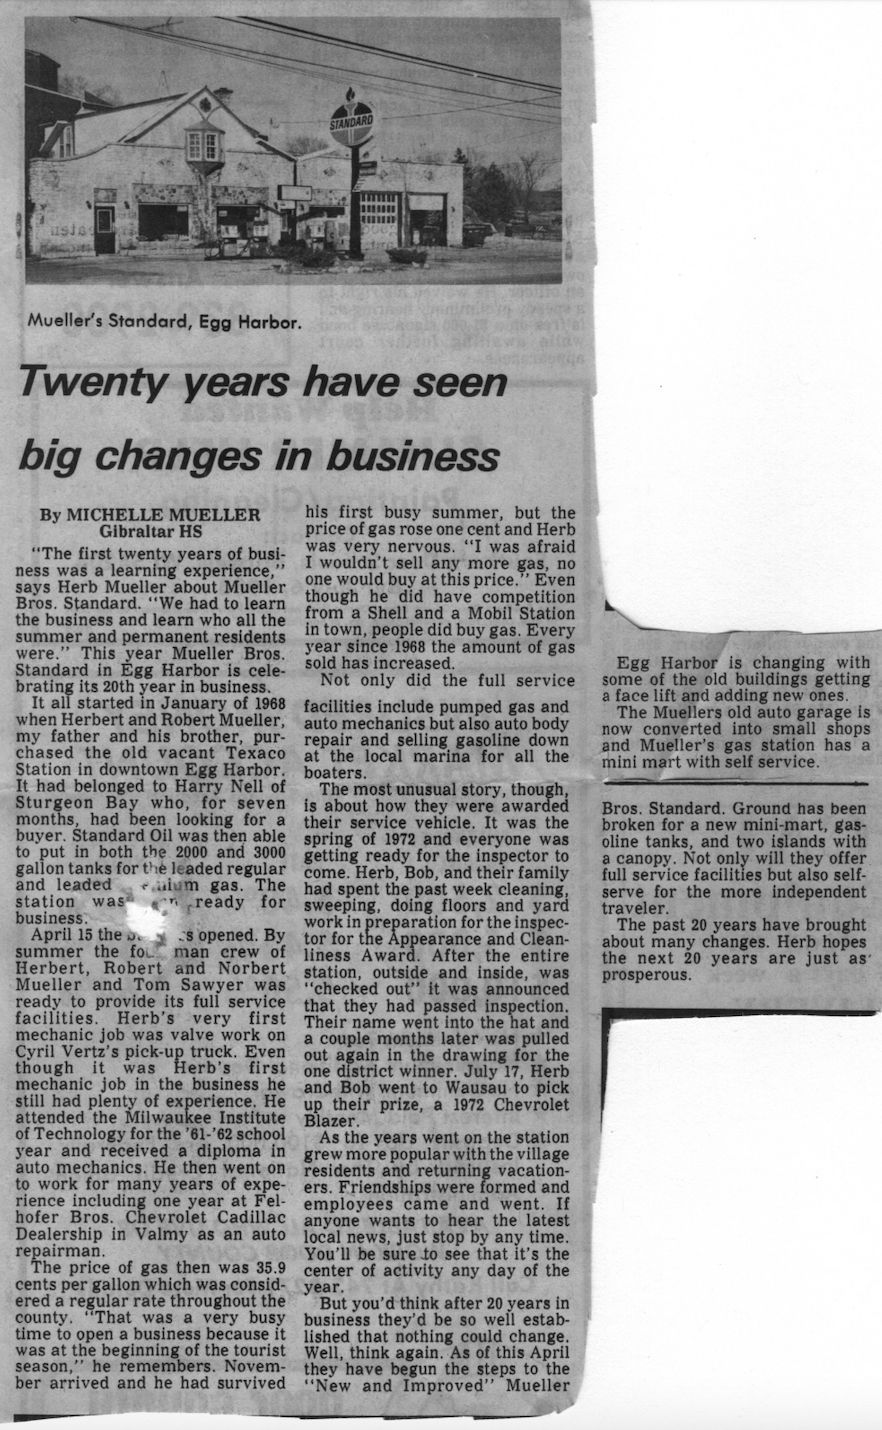 STANDARD
Mueller's Standard, Egg Harbor.
Twenty years have seen
big changes in business
By MICHELLE MUELLER
Gibraltar HS
"The first twenty years of busi-
ness was a learning experience,"
says Herb Mueller about Mueller
Bros. Standard. "We had to learn
the business and learn who all the
summer and permanent residents
were." This year Mueller Bros.
Standard in Egg Harbor is cele-
brating its 20th year in business.
It all started in January of 1968
when Herbert and Robert Mueller,
my father and his brother, pur-
chased the old vacant Texaco
Station in downtown Egg Harbor.
It had belonged to Harry Nell of
Sturgeon Bay who, for seven
months, had been looking for a
buyer. Standard Oil was then able
to put in both the 2000 and 3000
gallon tanks for the leaded regular
and leaded gas. The
station was ready for
business.
April 15 the opened. By
summer the four man crew of
Herbert, Robert and Norbert
Mueller and Tom Sawyer was
ready to provide its full service
facilities. Herb's very first
mechanic job was valve work on
Cyril Vertz's pick-up truck. Even
though it was Herb's first
mechanic job in the business he
still had plenty of experience. He
attended the Milwaukee Institute
of Technology for the '61-'62 school
year and received a diploma in
auto mechanics. He then went on
to work for many years of expe-
rience including one year at Fel-
hofer Bros. Chevrolet Cadillac
Dealership in Valmy as an auto
repairman.
The price of gas then was 35.9
cents per gallon which was consid-
ered a regular rate throughout the
county. "That was a very busy
time to open a business because it
was at the beginning of the tourist
season," he remembers. Novem-
ber arrived and he had survived
his first busy summer, but the
price of gas rose one cent and Herb
was very nervous. "I was afraid
I wouldn't sell any more gas, no
one would buy at this price." Even
though he did have competition
from a Shell and a Mobil Station
in town, people did buy gas. Every
year since 1968 the amount of gas
sold has increased.
Not only did the full service
facilities include pumped gas and
auto mechanics but also auto body
repair and selling gasoline down
at the local marina for all the
boaters.
The most unusual story, though,
is about how they were awarded
their service vehicle. It was the
spring of 1972 and everyone was
getting ready for the inspector to
come. Herb, Bob, and their family
had spent the past week cleaning,
sweeping, doing floors and yard
work in preparation for the inspec-
tor for the Appearance and Clean-
liness Award. After the entire
station, outside and inside, was
"checked out" it was announced
that they had passed inspection.
Their name went into the hat and
a couple months later was pulled
out again in the drawing for the
one district winner. July 17, Herb
and Bob went to Wausau to pick
up their prize, a 1972 Chevrolet
Blazer.
As the years went on the station
grew more popular with the village
residents and returning vacation-
ers. Friendships were formed and
employees came and went. If
anyone wants to hear the latest
local news, just stop by any time.
You'll be sure to see that it's the
center of activity any day of the
year.
But you'd think after 20 years in
business they'd be so well estab-
lished that nothing could change.
Well, think again. As of this April
they have begun the steps to the
"New and Improved" Mueller
Egg Harbor is changing with
some of the old buildings getting
a face lift and adding new ones.
The Muellers old auto garage is
now converted into small shops
and Mueller's gas station has a
mini mart with self service.
Bros. Standard. Ground has been
broken for a new mini-mart, gas-
oline tanks, and two islands with
a canopy. Not only will they offer
full service facilities but also self-
serve for the more independent
traveler.
The past 20 years have brought
about many changes. Herb hopes
the next 20 years are just as
prosperous.